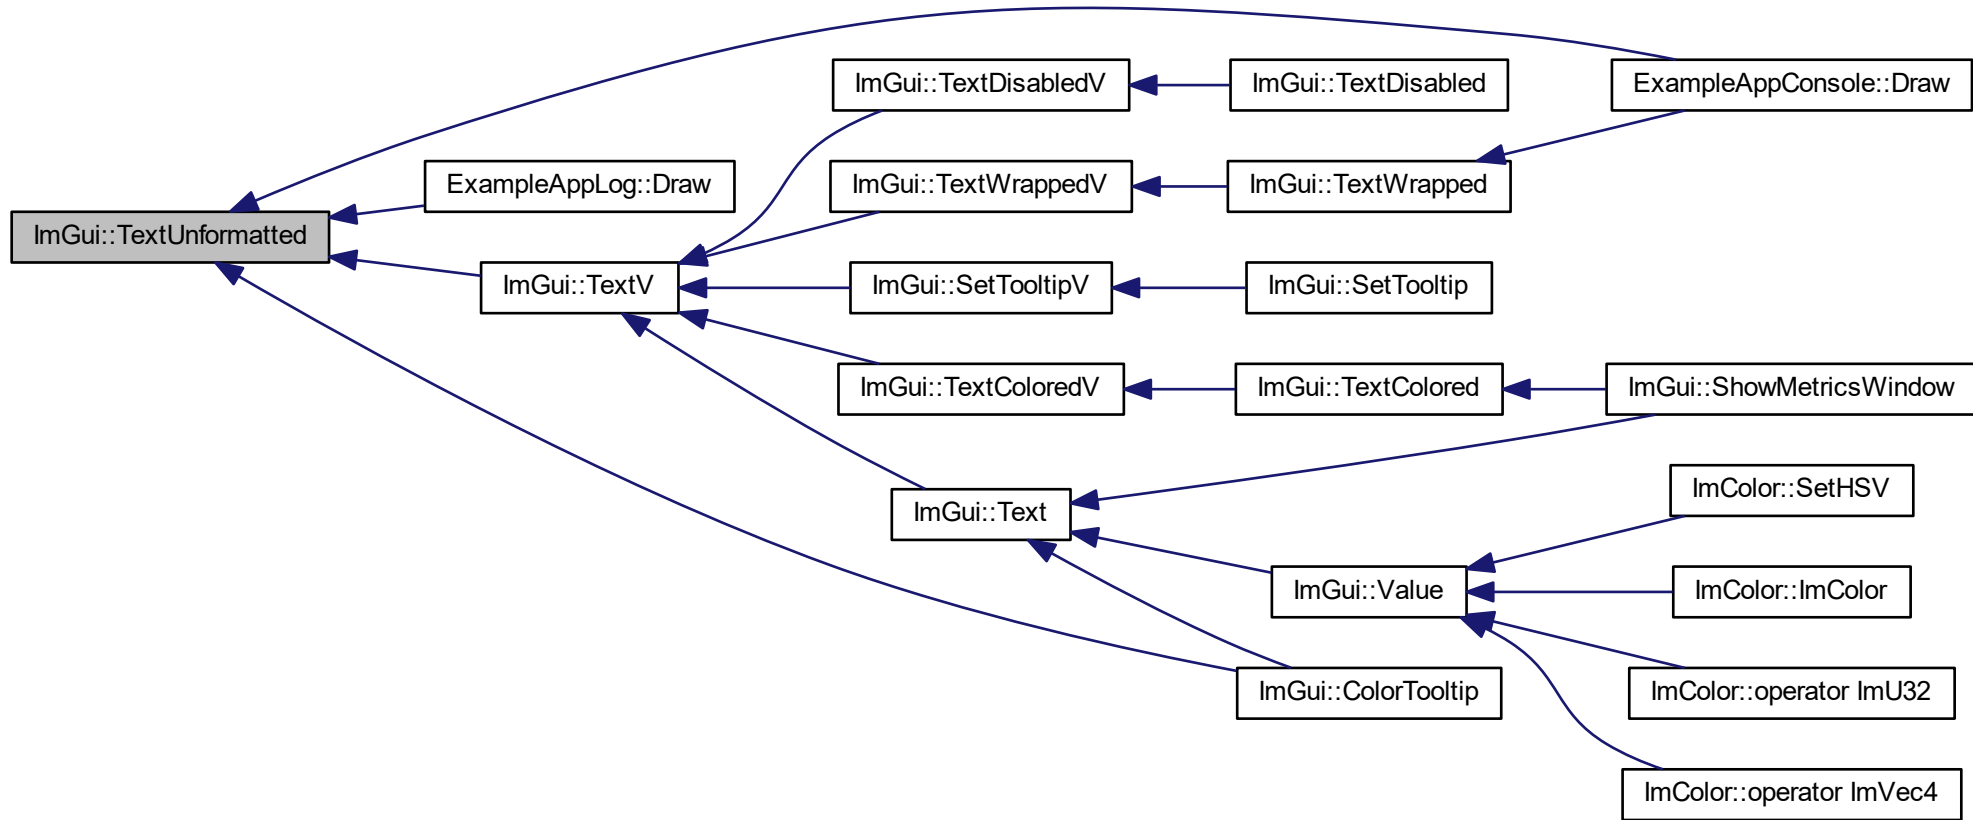 ImGui::TextDisabledV
ImGui::TextDisabled
ExampleAppConsole::Draw
ExampleAppLog::Draw
ImGui::TextWrappedV
ImGui::TextWrapped
ImGui::TextUnformatted
ImGui::TextV
ImGui::SetTooltipV
ImGui::SetTooltip
ImGui::TextColoredV
ImGui::TextColored
ImGui::ShowMetricsWindow
ImGui::Text
ImColor::SetHSV
ImGui::Value
ImColor::ImColor
ImGui::ColorTooltip
ImColor::operator ImU32
ImColor::operator ImVec4